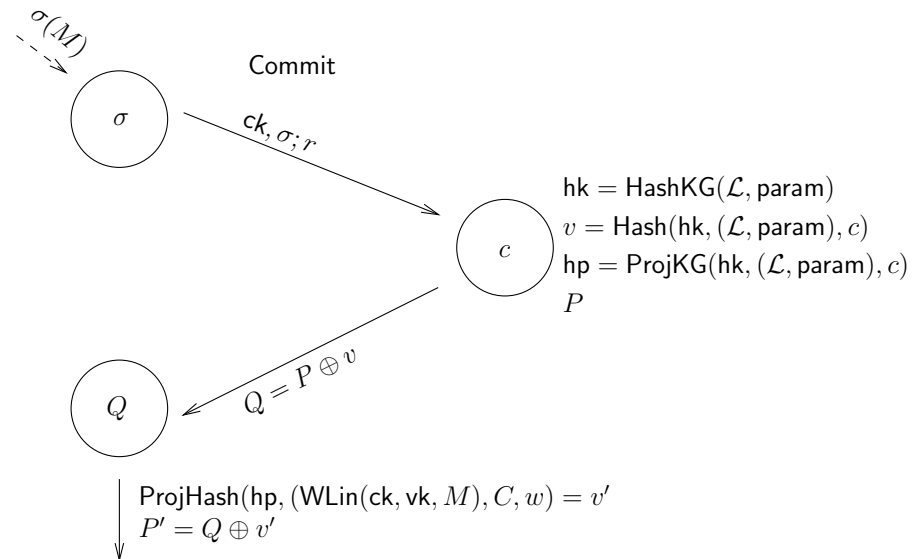 σ(M)
Commit
σ
ck, σ; r
hk = HashKG(ℒ, param)
v = Hash(hk, (ℒ, param), c)
c
hp = ProjKG(hk, (ℒ, param), c)
P
Q = P ⊕ v
Q
ProjHash(hp, (WLin(ck, vk, M), C, w) = v′
P′ = Q ⊕ v′